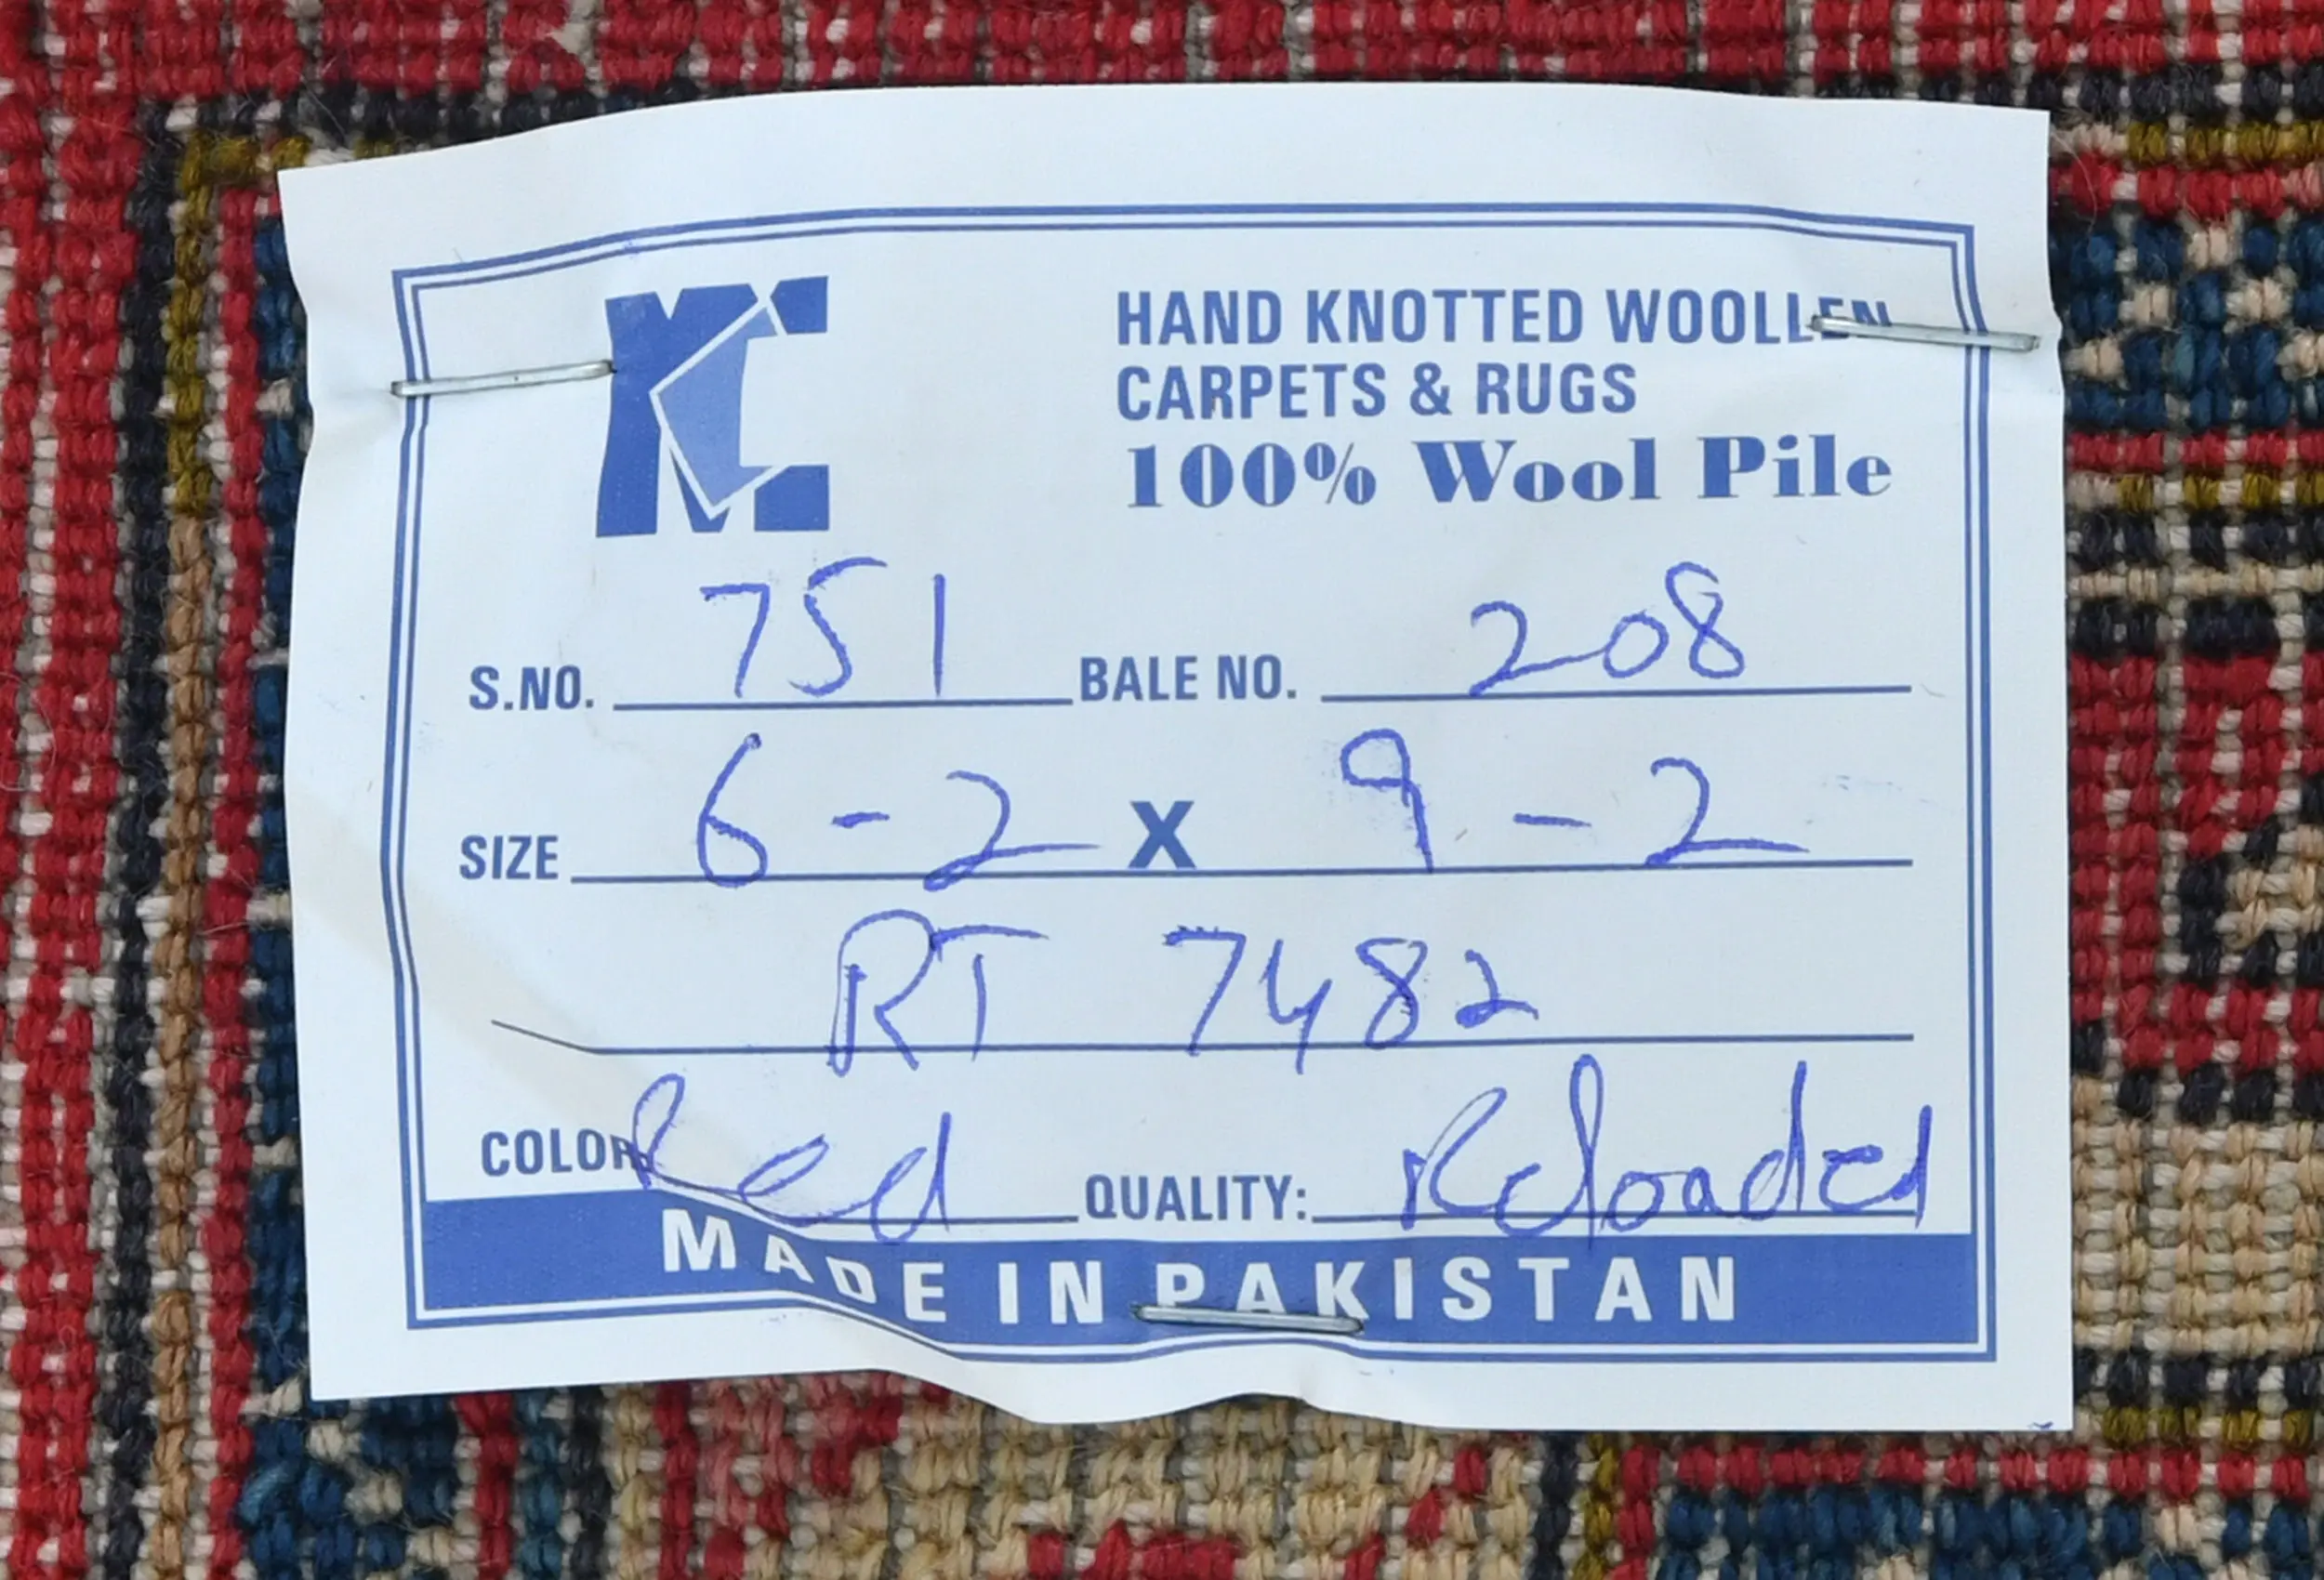 MC
HAND KNOTTED WOOLLEN
CARPETS & RUGS
100% Wool Pile
S.NO. 751 BALE NO. 208
SIZE 6-2 X 9-2
RT 7482
COLOR: Red QUALITY: Reloaded
MADE IN PAKISTAN